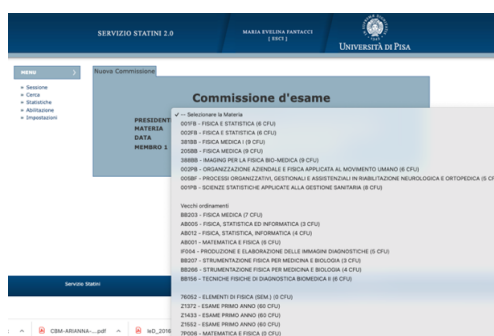 SERVIZIO STATINI 2.0
MARIA EVELINA FANTACCI
[ ESCI ]
UNIVERSITÀ DI PISA
MENU
Sessione
Cerca
Statistiche
Abilitazione
Impostazioni
Nuova Commissione
Commissione d'esame
PRESIDENT
MATERIA
DATA
MEMBRO 1
✓ -- Selezionare la Materia
001FB - FISICA E STATISTICA (6 CFU)
002FB - FISICA E STATISTICA (8 CFU)
381BB - FISICA MEDICA I (9 CFU)
205BB - FISICA MEDICA (9 CFU)
388BB - IMAGING PER LA FISICA BIO-MEDICA (9 CFU)
002PB - ORGANIZZAZIONE AZIENDALE E FISICA APPLICATA AL MOVIMENTO UMANO (6 CFU)
005BF - PROCESSI ORGANIZZATIVI, GESTIONALI E ASSISTENZIALI IN RIABILITAZIONE NEUROLOGICA E ORTOPEDICA (5 CF
001PB - SCIENZE STATISTICHE APPLICATE ALLA GESTIONE SANITARIA (8 CFU)
Vecchi ordinamenti
BB203 - FISICA MEDICA (7 CFU)
AB005 - FISICA, STATISTICA ED INFORMATICA (3 CFU)
AB012 - FISICA, STATISTICA, INFORMATICA (4 CFU)
AB001 - MATEMATICA E FISICA (6 CFU)
IF004 - PRODUZIONE E ELABORAZIONE DELLE IMMAGINI DIAGNOSTICHE (5 CFU)
BB207 - STRUMENTAZIONE FISICA PER MEDICINA E BIOLOGIA (3 CFU)
BB266 - STRUMENTAZIONE FISICA PER MEDICINA E BIOLOGIA (4 CFU)
BB156 - TECNICHE FISICHE DI DIAGNOSTICA BIOMEDICA II (6 CFU)
76052 - ELEMENTI DI FISICA (SEM.) (0 CFU)
Z1372 - ESAME PRIMO ANNO (60 CFU)
Z1433 - ESAME PRIMO ANNO (60 CFU)
Z1552 - ESAME PRIMO ANNO (60 CFU)
7P006 - MATEMATICA E FISICA (0 CFU)
Servizio Statini
CBM-ARIANNA-....pdf
IeD_2018